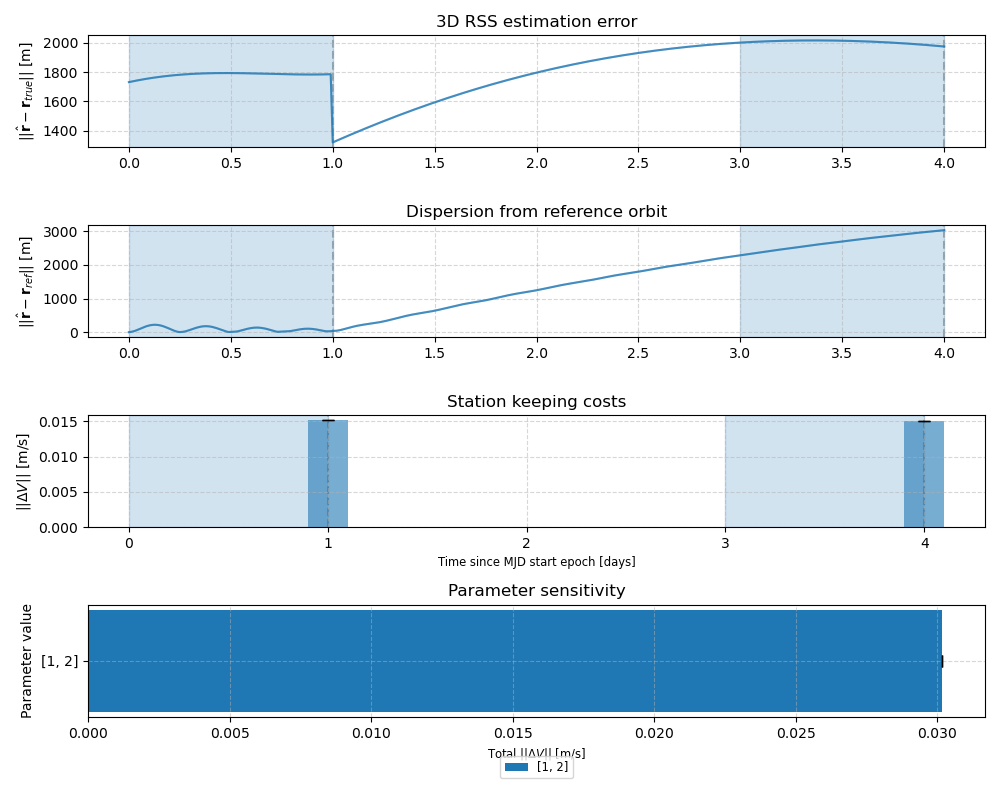 3D RSS estimation error
||r̂ − r_true|| [m]
2000
1800
1600
1400
0.0 0.5 1.0 1.5 2.0 2.5 3.0 3.5 4.0
Dispersion from reference orbit
||r̂ − r_ref|| [m]
3000
2000
1000
0
0.0 0.5 1.0 1.5 2.0 2.5 3.0 3.5 4.0
Station keeping costs
||ΔV|| [m/s]
0.015
0.010
0.005
0.000
0 1 2 3 4
Time since MJD start epoch [days]
Parameter sensitivity
Parameter value
[1, 2]
0.000 0.005 0.010 0.015 0.020 0.025 0.030
Total ||ΔV|| [m/s]
[1, 2]